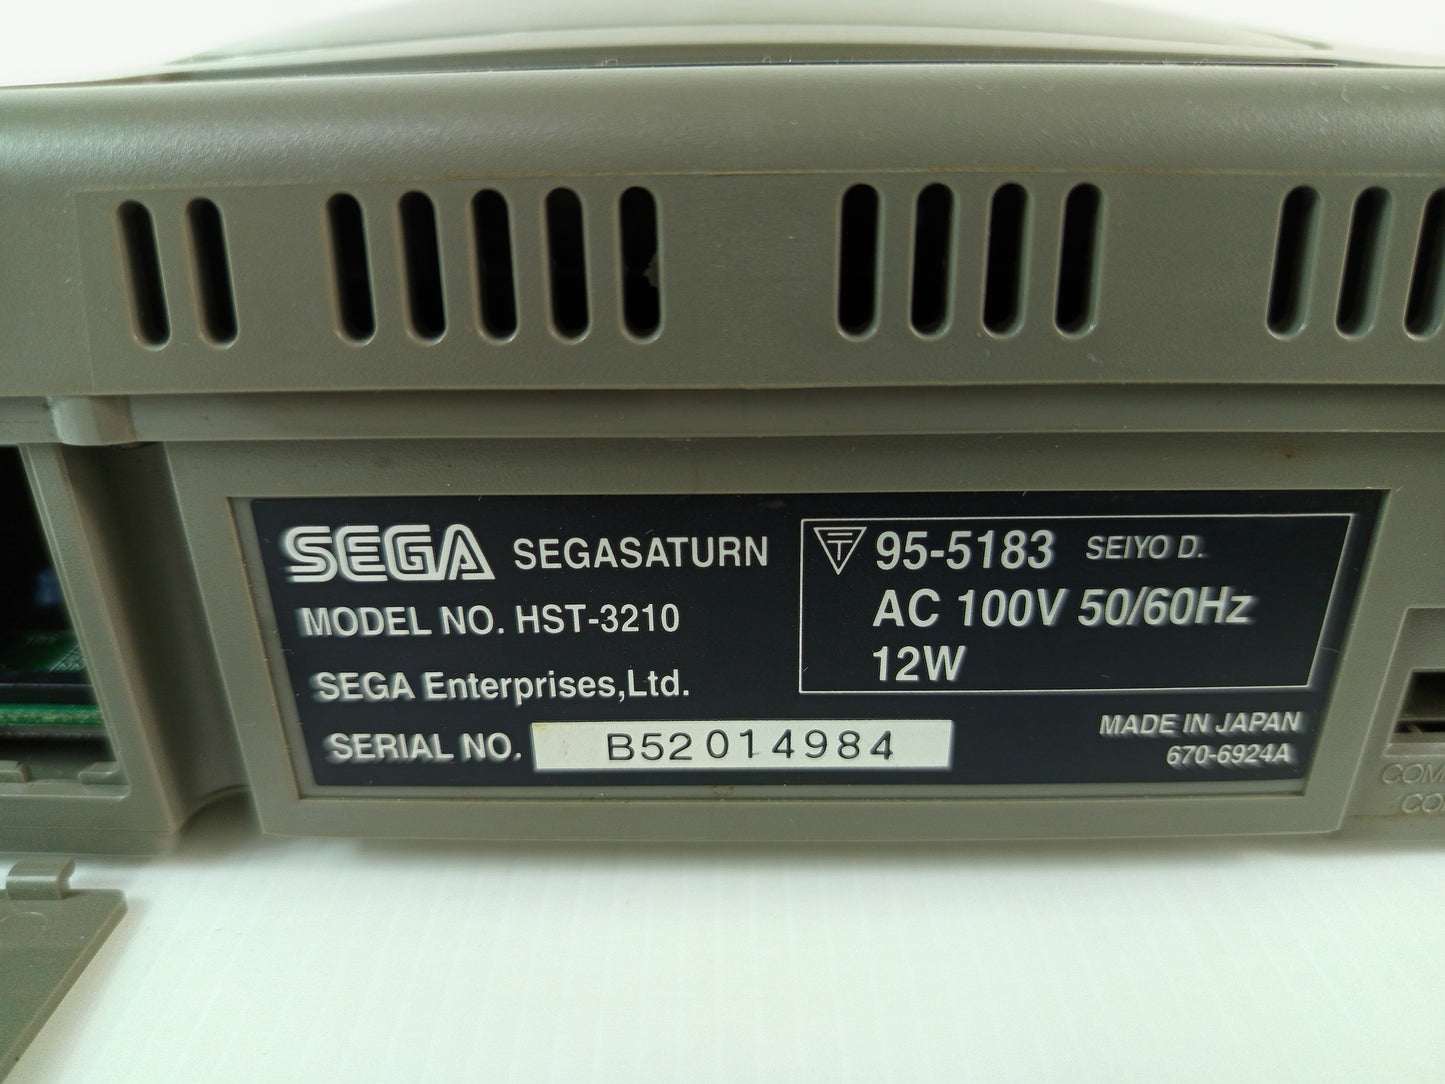 SEGA SEGASATURN
MODEL NO. HST-3210
SEGA Enterprises,Ltd.
SERIAL NO. B52014984
T 95-5183 SEIYO D.
AC 100V 50/60Hz
12W
MADE IN JAPAN
670-6924A